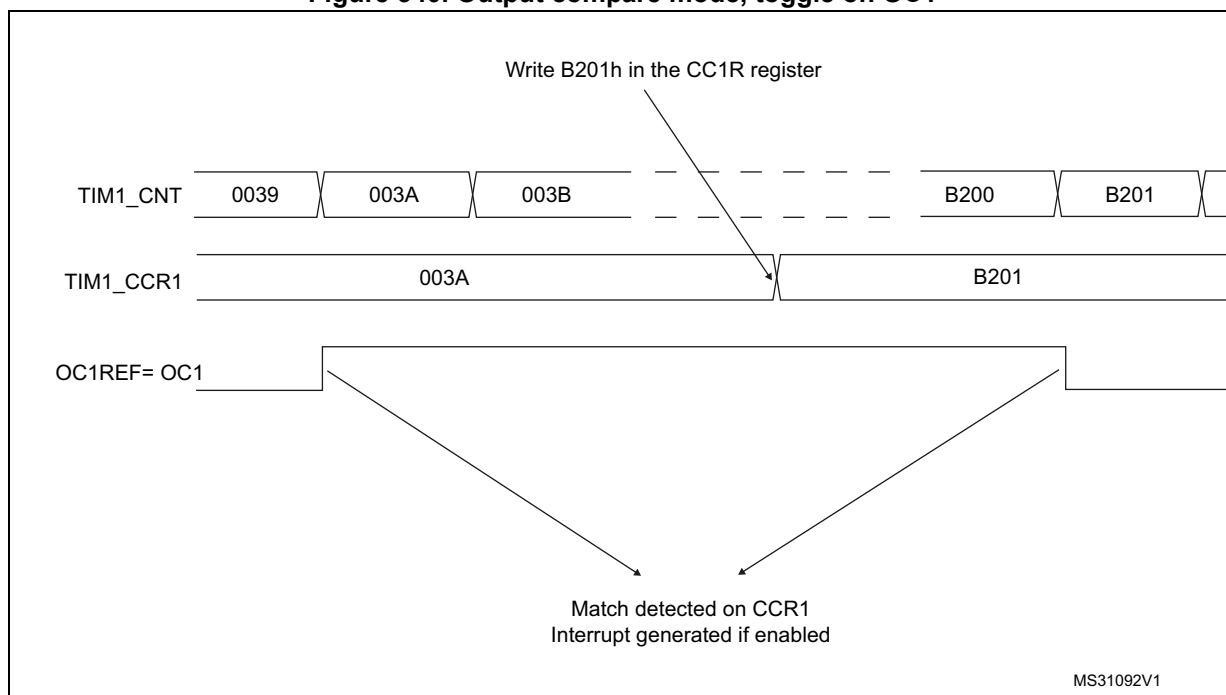 Write B201h in the CC1R register
TIM1_CNT 0039 003A 003B B200 B201
TIM1_CCR1 003A B201
OC1REF= OC1
Match detected on CCR1
Interrupt generated if enabled
MS31092V1